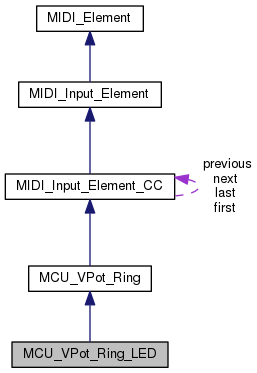 MIDI_Element
MIDI_Input_Element
previous
next
last
first
MIDI_Input_Element_CC
MCU_VPot_Ring
MCU_VPot_Ring_LED